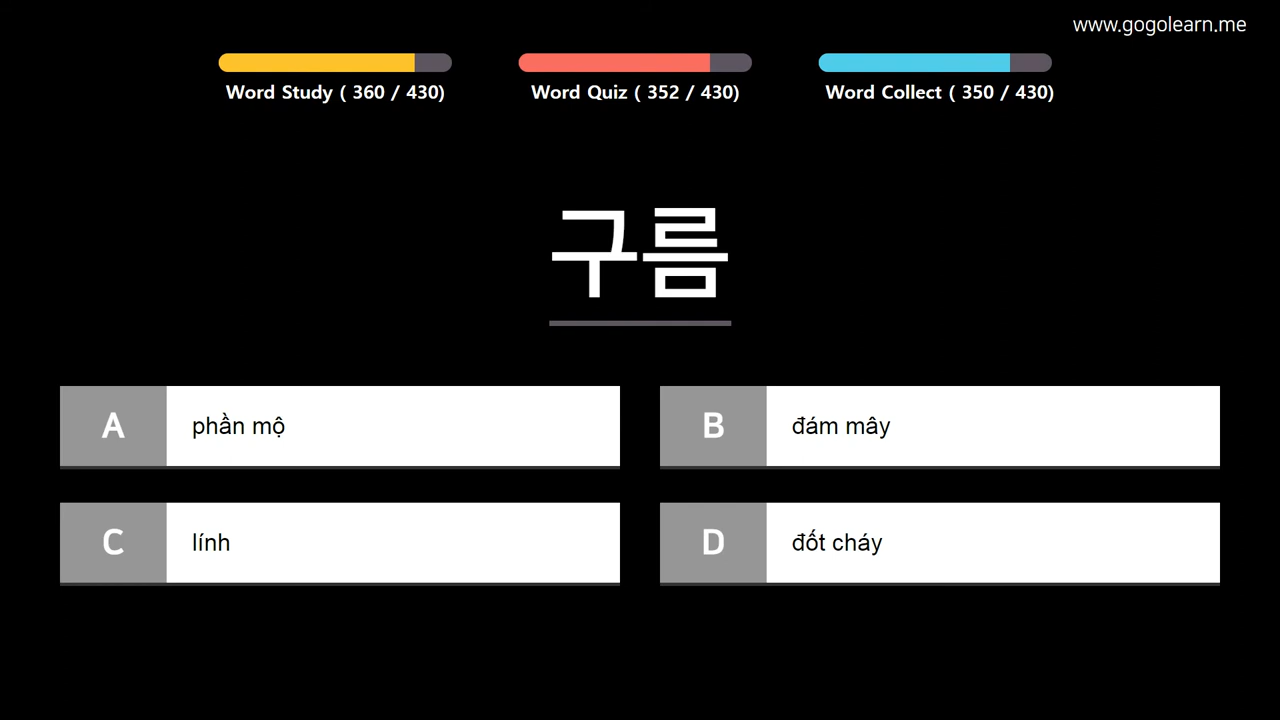 www.gogolearn.me
Word Study ( 360 / 430)
Word Quiz ( 352 / 430)
Word Collect ( 350 / 430)
구름
A phần mộ
B đám mây
C lính
D đốt cháy